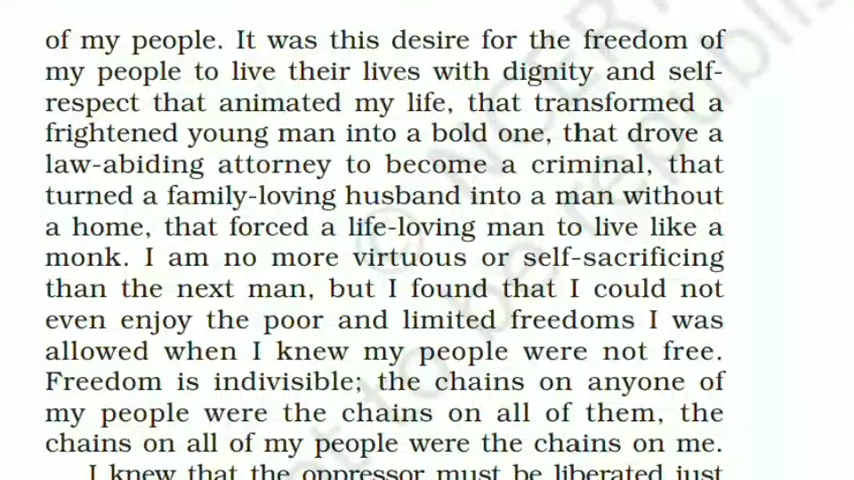 of my people. It was this desire for the freedom of
my people to live their lives with dignity and self-
respect that animated my life, that transformed a
frightened young man into a bold one, that drove a
law-abiding attorney to become a criminal, that
turned a family-loving husband into a man without
a home, that forced a life-loving man to live like a
monk. I am no more virtuous or self-sacrificing
than the next man, but I found that I could not
even enjoy the poor and limited freedoms I was
allowed when I knew my people were not free.
Freedom is indivisible; the chains on anyone of
my people were the chains on all of them, the
chains on all of my people were the chains on me.
I knew that the oppressor must be liberated just
© NCERT
not to be republis